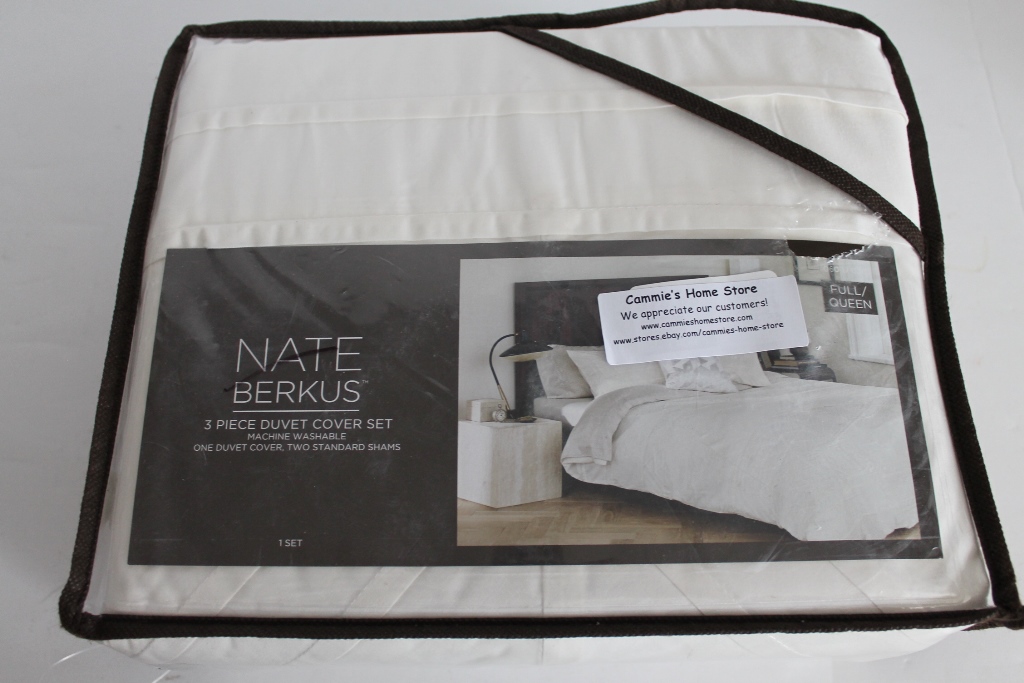 NATE
BERKUS™
3 PIECE DUVET COVER SET
MACHINE WASHABLE
ONE DUVET COVER, TWO STANDARD SHAMS
1 SET
Cammie's Home Store
We appreciate our customers!
www.cammieshomestore.com
www.stores.ebay.com/cammies-home-store
FULL/
QUEEN